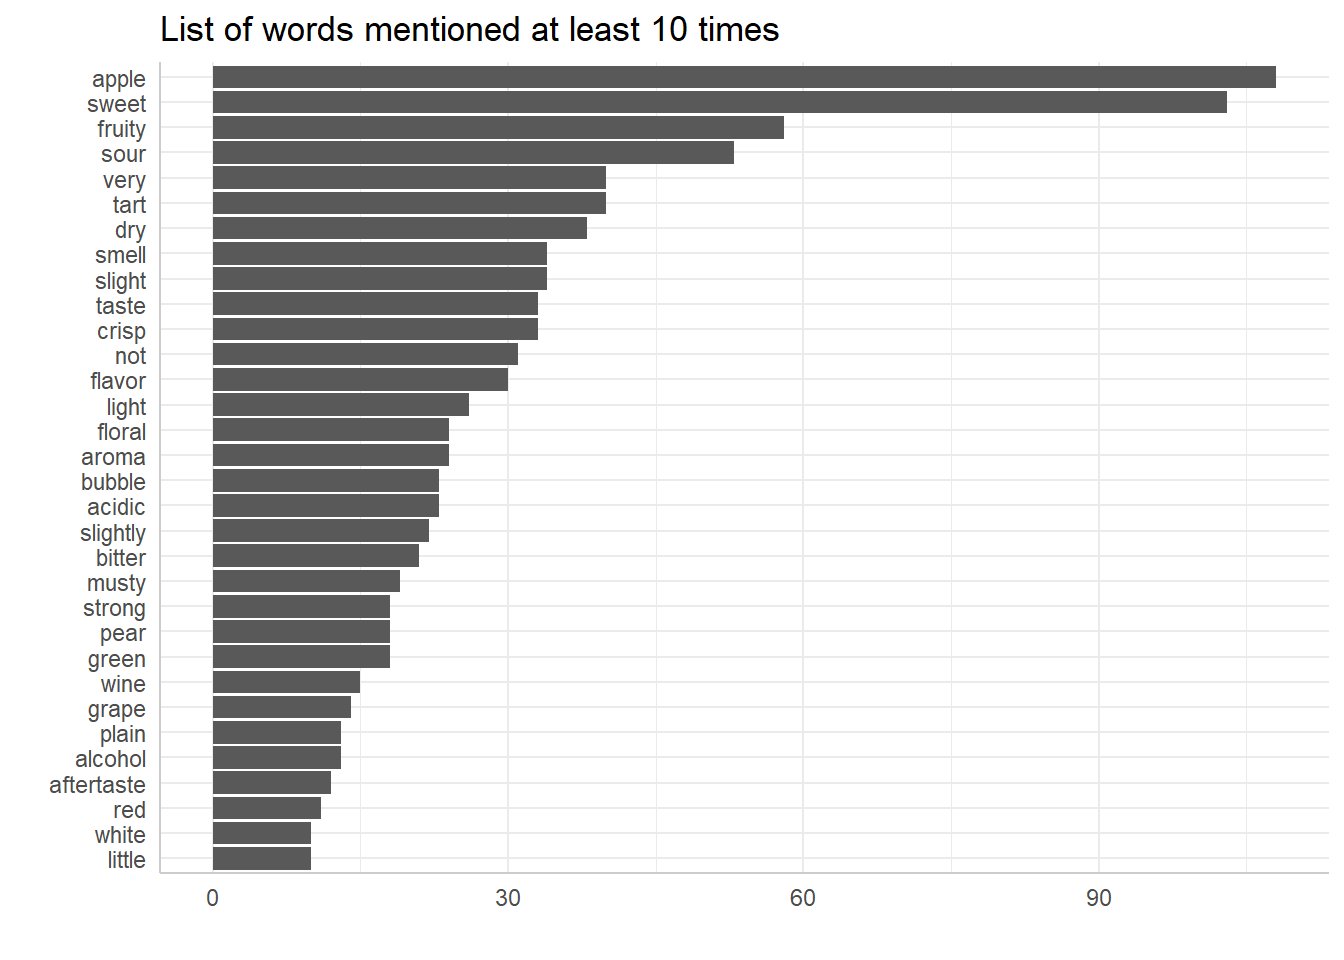 List of words mentioned at least 10 times
apple
sweet
fruity
sour
very
tart
dry
smell
slight
taste
crisp
not
flavor
light
floral
aroma
bubble
acidic
slightly
bitter
musty
strong
pear
green
wine
grape
plain
alcohol
aftertaste
red
white
little
0 30 60 90